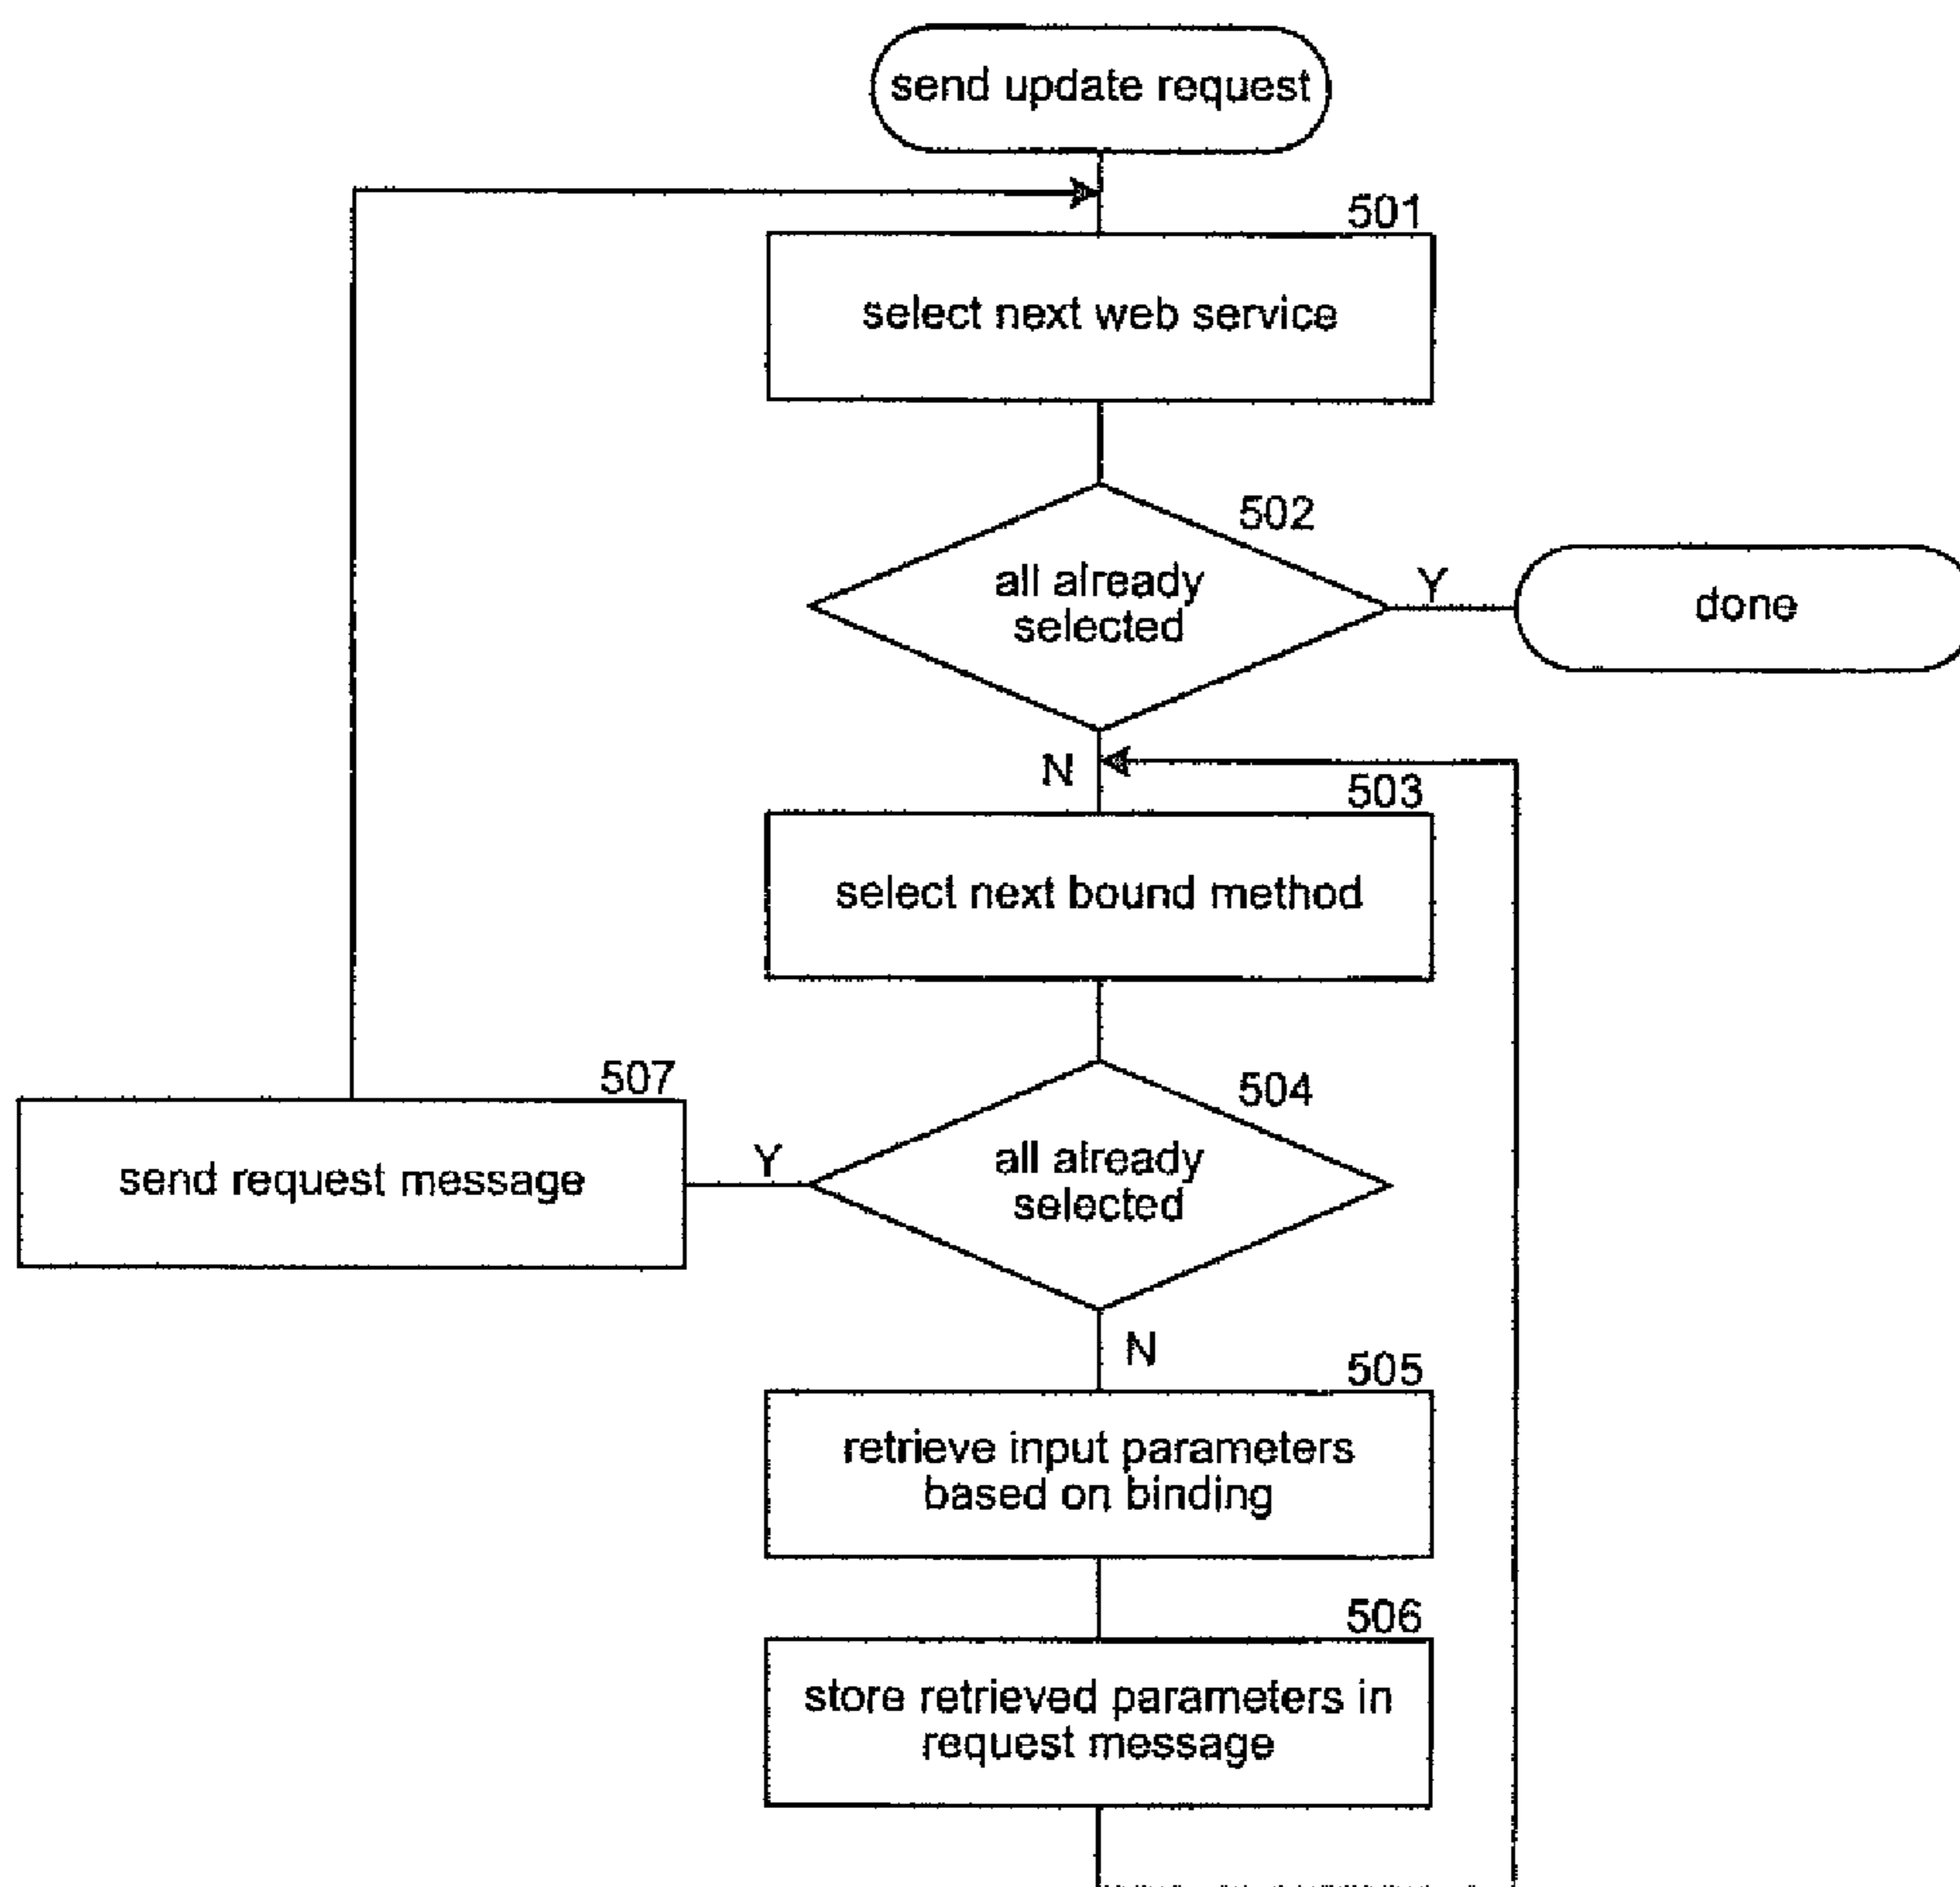 send update request
501
select next web service
502
all already
selected
Y
done
N
503
select next bound method
507
send request message
Y
504
all already
selected
N
505
retrieve input parameters
based on binding
506
store retrieved parameters in
request message